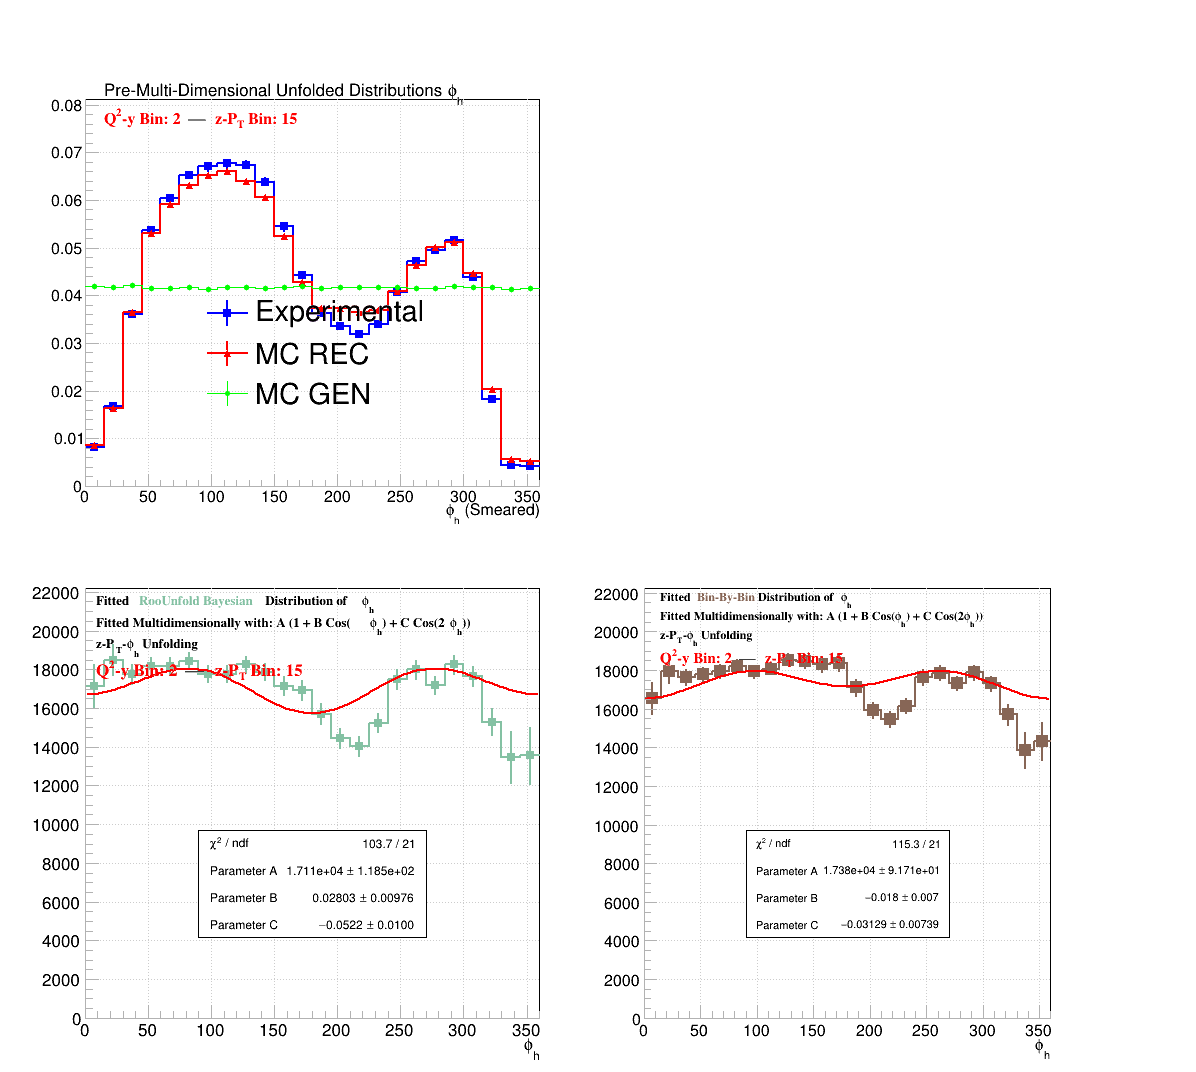 Pre-Multi-Dimensional Unfolded Distributions ϕh
Q2-y Bin: 2 — z-PT Bin: 15
0.08
0.07
0.06
0.05
0.04
0.03
0.02
0.01
0
Experimental
MC REC
MC GEN
0 50 100 150 200 250 300 350
ϕh (Smeared)
Fitted RooUnfold Bayesian Distribution of ϕh
Fitted Multidimensionally with: A (1 + B Cos( ϕh) + C Cos(2 ϕh))
z-PT-ϕh Unfolding
Q2-y Bin: 2 — z-PT Bin: 15
22000
20000
18000
16000
14000
12000
10000
8000
6000
4000
2000
0
χ2 / ndf 103.7 / 21
Parameter A 1.711e+04 ± 1.185e+02
Parameter B 0.02803 ± 0.00976
Parameter C −0.0522 ± 0.0100
0 50 100 150 200 250 300 350
ϕh
Fitted Bin-By-Bin Distribution of ϕh
Fitted Multidimensionally with: A (1 + B Cos(ϕh) + C Cos(2ϕh))
z-PT-ϕh Unfolding
Q2-y Bin: 2 — z-PT Bin: 15
22000
20000
18000
16000
14000
12000
10000
8000
6000
4000
2000
0
χ2 / ndf 115.3 / 21
Parameter A 1.738e+04 ± 9.171e+01
Parameter B −0.018 ± 0.007
Parameter C −0.03129 ± 0.00739
0 50 100 150 200 250 300 350
ϕh